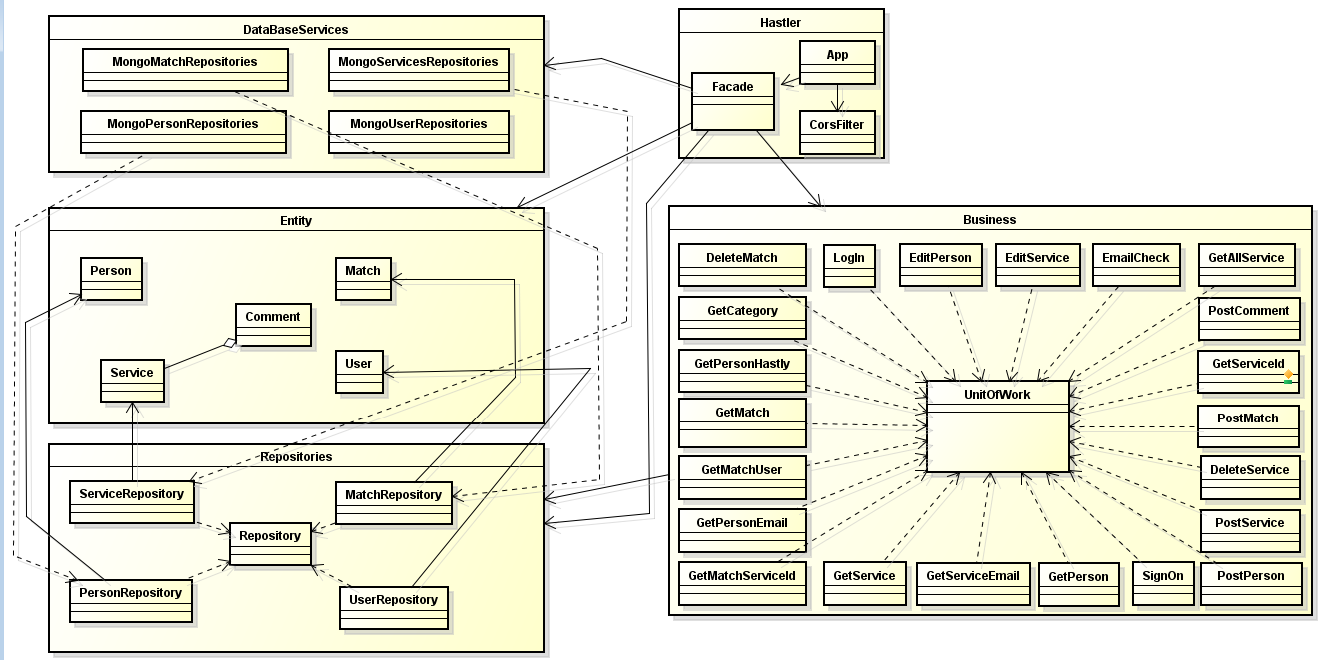 DataBaseServices
MongoMatchRepositories
MongoServicesRepositories
MongoPersonRepositories
MongoUserRepositories
Hastler
App
Facade
CorsFilter
Entity
Person
Match
Comment
Service
User
Repositories
ServiceRepository
MatchRepository
Repository
PersonRepository
UserRepository
Business
DeleteMatch
LogIn
EditPerson
EditService
EmailCheck
GetAllService
GetCategory
PostComment
GetPersonHastly
GetServiceId
UnitOfWork
GetMatch
PostMatch
GetMatchUser
DeleteService
GetPersonEmail
PostService
GetMatchServiceId
GetService
GetServiceEmail
GetPerson
SignOn
PostPerson